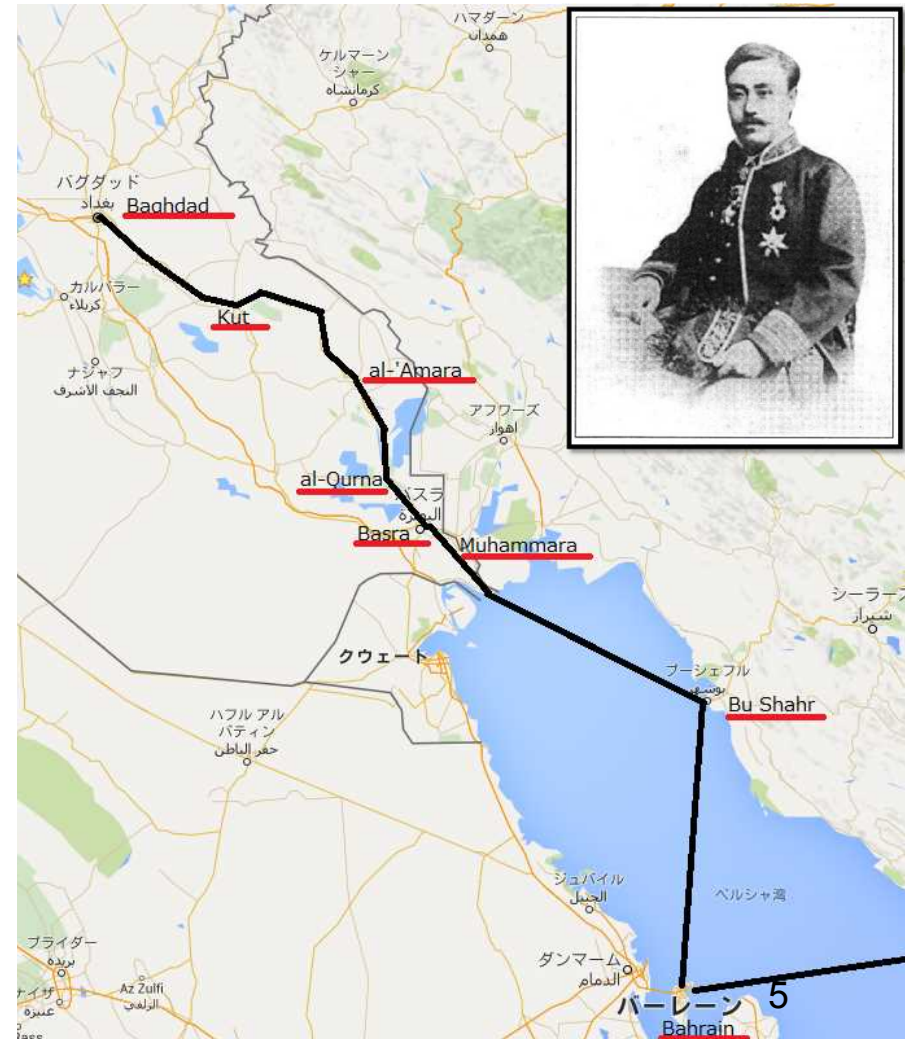 ハマダーン
همدان
ケルマーン
シャー
كرمانشاه
バグダッド
بغداد
Baghdad
カルバラー
كربلاء
Kut
ナジャフ
النجف الأشرف
al-'Amara
アフワーズ
اهواز
al-Qurna
バスラ
البصرة
Basra
Muhammara
シーラーズ
شیراز
クウェート
ブーシェフル
بوشهر
Bu Shahr
ハフル アル
バティン
حفر الباطن
ジュバイル
الجبيل
ペルシャ湾
ブライダー
بريدة
ダンマーム
الدمام
Az Zulfi
الزلفي
ナイザ
عنيزة
バーレーン
5
Bahrain
Rass